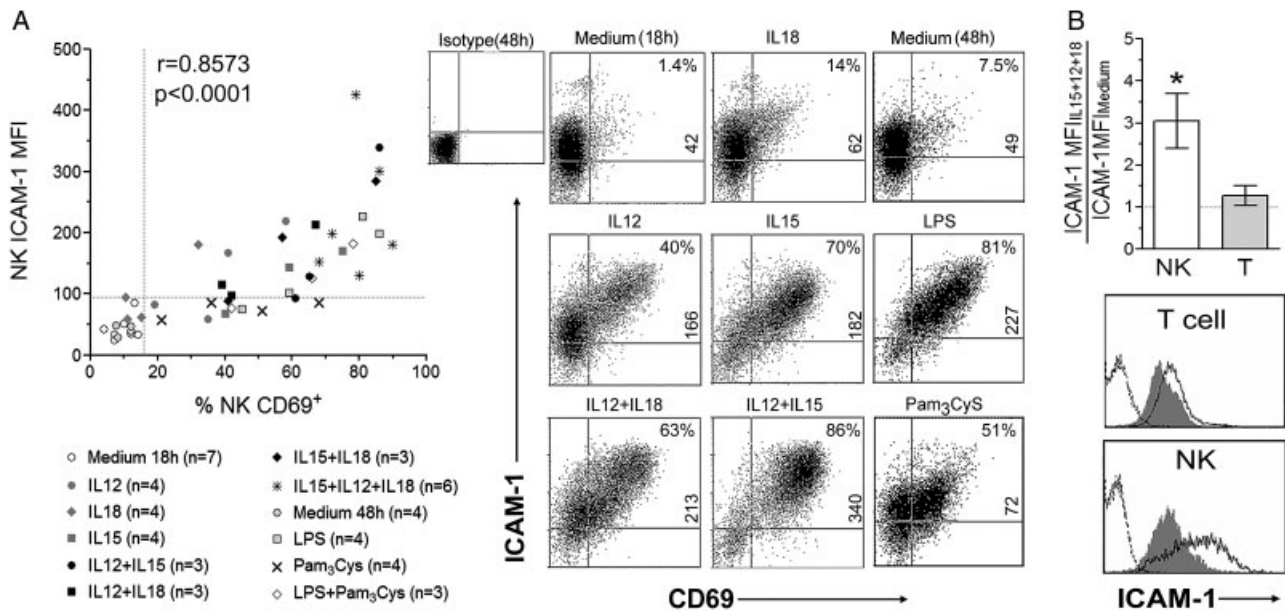 A
500
400
300
200
100
0
r=0.8573
p<0.0001
NK ICAM-1 MFI
0 20 40 60 80 100
% NK CD69+
Medium 18h (n=7)
IL12 (n=4)
IL18 (n=4)
IL15 (n=4)
IL12+IL15 (n=3)
IL12+IL18 (n=3)
IL15+IL18 (n=3)
IL15+IL12+IL18 (n=6)
Medium 48h (n=4)
LPS (n=4)
Pam3Cys (n=4)
LPS+Pam3Cys (n=3)
Isotype(48h)
Medium (18h)
1.4%
42
IL18
14%
62
Medium (48h)
7.5%
49
IL12
40%
166
IL15
70%
182
LPS
81%
227
IL12+IL18
63%
213
IL12+IL15
86%
340
Pam3CyS
51%
72
ICAM-1
CD69
B
ICAM-1 MFI IL15+12+18
ICAM-1MFI Medium
5
4
3
2
1
0
*
NK T
T cell
NK
ICAM-1